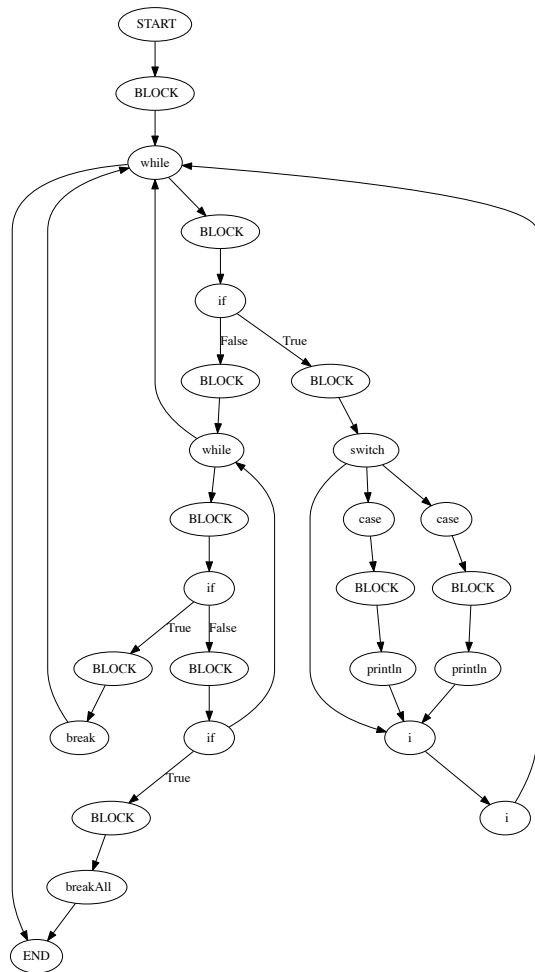 START
BLOCK
while
BLOCK
if
False
True
BLOCK
BLOCK
while
switch
BLOCK
case
case
if
BLOCK
BLOCK
True
False
BLOCK
BLOCK
println
println
break
if
i
True
BLOCK
i
breakAll
END